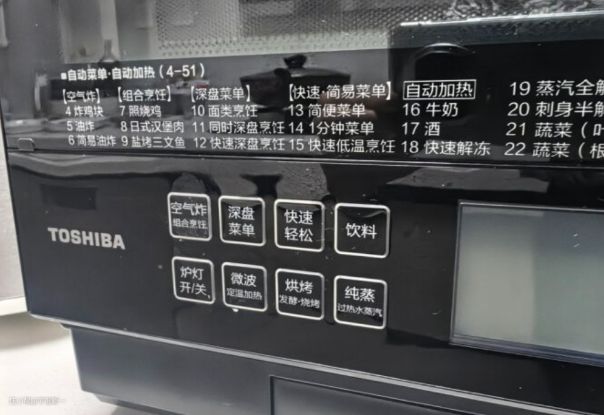 ■自动菜单·自动加热(4-51)
【空气炸】 【组合烹饪】 【深盘菜单】 【快速·简易菜单】 自动加热 19 蒸汽全解
4 炸鸡块 7 照烧鸡 10 面类烹饪 13 简便菜单 16 牛奶 20 刺身半解
5 油炸 8 日式汉堡肉 11 同时深盘烹饪 14 1分钟菜单 17 酒 21 蔬菜(叶
6 简易油炸 9 盐烤三文鱼 12 快速深盘烹饪 15 快速低温烹饪 18 快速解冻 22 蔬菜(根
TOSHIBA
空气炸
组合烹饪
深盘
菜单
快速
轻松
饮料
炉灯
开/关
微波
定温加热
烘烤
发酵·烧烤
纯蒸
过热水蒸汽